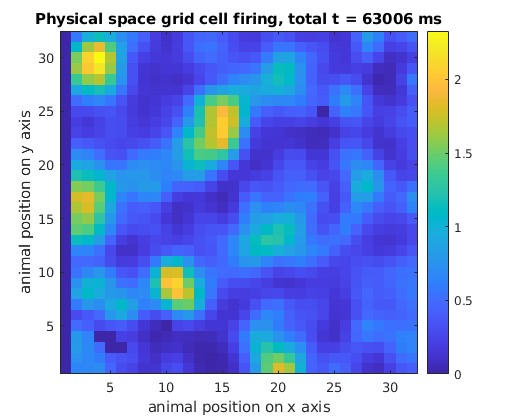 Physical space grid cell firing, total t = 63006 ms
animal position on y axis
30
25
20
15
10
5
5 10 15 20 25 30
animal position on x axis
2
1.5
1
0.5
0